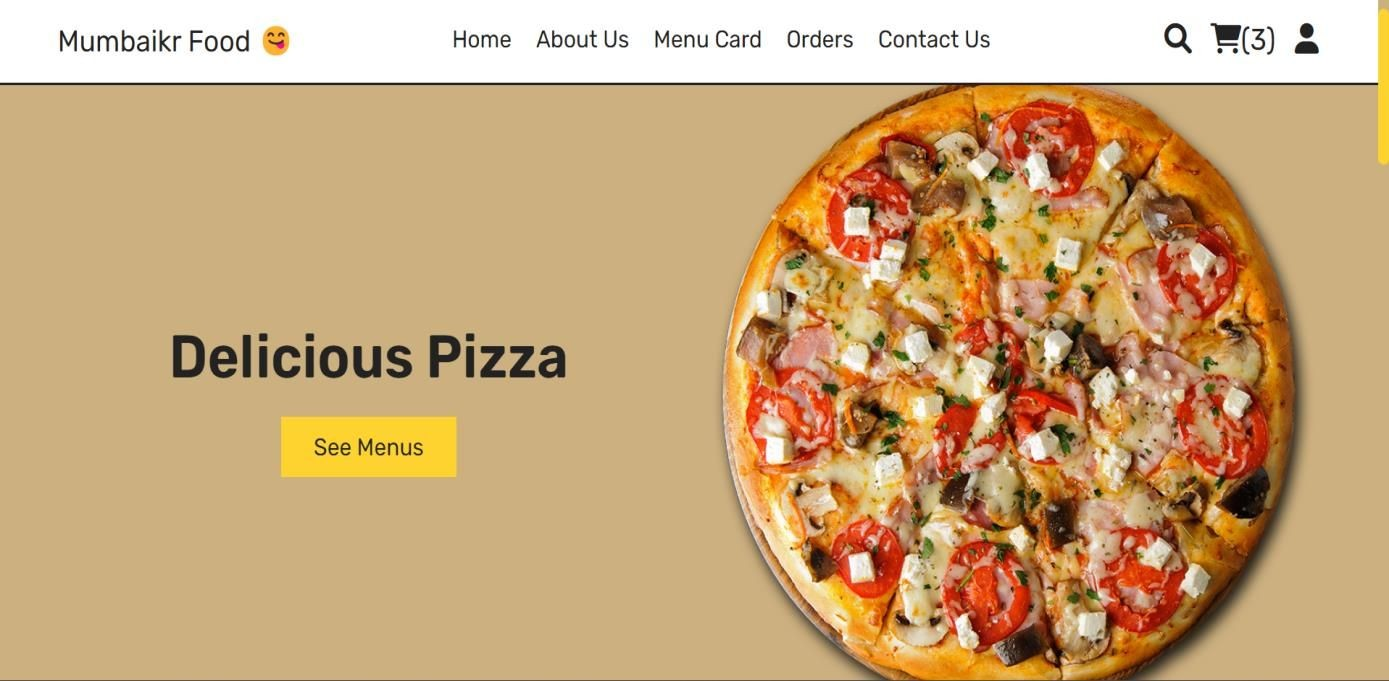 Mumbaikr Food 😋 Home About Us Menu Card Orders Contact Us (3)
Delicious Pizza
See Menus